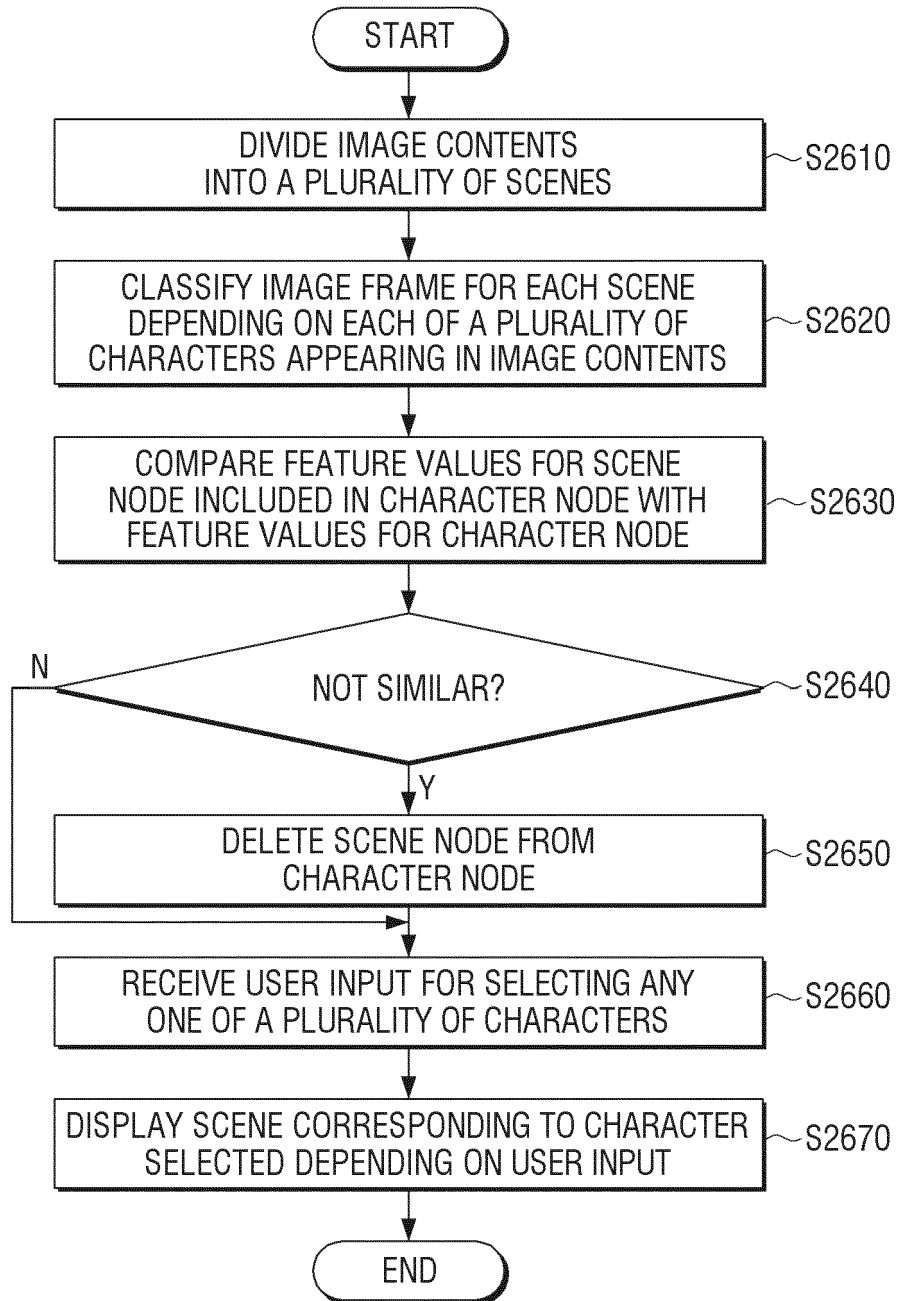 START
DIVIDE IMAGE CONTENTS
INTO A PLURALITY OF SCENES
S2610
CLASSIFY IMAGE FRAME FOR EACH SCENE
DEPENDING ON EACH OF A PLURALITY OF
CHARACTERS APPEARING IN IMAGE CONTENTS
S2620
COMPARE FEATURE VALUES FOR SCENE
NODE INCLUDED IN CHARACTER NODE WITH
FEATURE VALUES FOR CHARACTER NODE
S2630
N
NOT SIMILAR?
S2640
Y
DELETE SCENE NODE FROM
CHARACTER NODE
S2650
RECEIVE USER INPUT FOR SELECTING ANY
ONE OF A PLURALITY OF CHARACTERS
S2660
DISPLAY SCENE CORRESPONDING TO CHARACTER
SELECTED DEPENDING ON USER INPUT
S2670
END